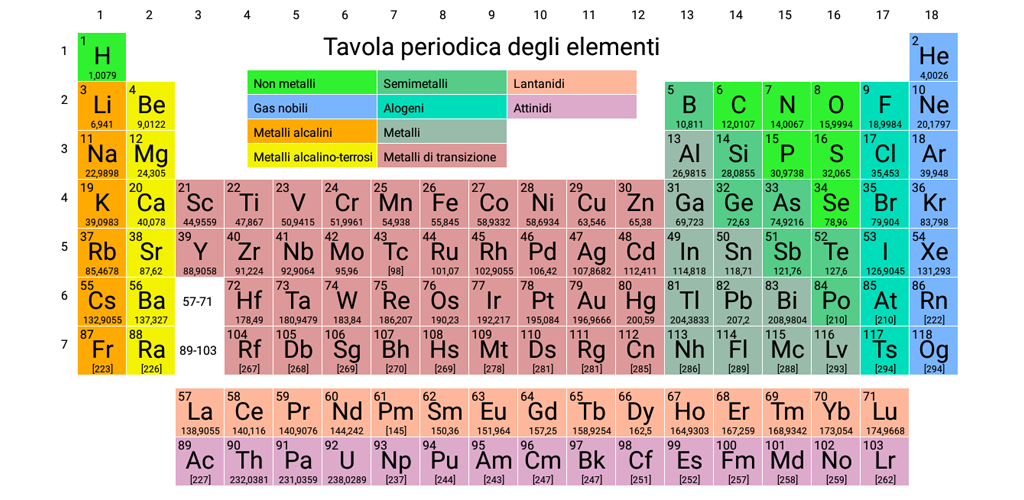 1 2 3 4 5 6 7 8 9 10 11 12 13 14 15 16 17 18
Tavola periodica degli elementi
Non metalli Semimetalli Lantanidi
Gas nobili Alogeni Attinidi
Metalli alcalini Metalli
Metalli alcalino-terrosi Metalli di transizione
1
1 2
H He
1,0079 4,0026
2
3 4 5 6 7 8 9 10
Li Be B C N O F Ne
6,941 9,0122 10,811 12,0107 14,0067 15,9994 18,9984 20,1797
3
11 12 13 14 15 16 17 18
Na Mg Al Si P S Cl Ar
22,9898 24,305 26,9815 28,0855 30,9738 32,065 35,453 39,948
4
19 20 21 22 23 24 25 26 27 28 29 30 31 32 33 34 35 36
K Ca Sc Ti V Cr Mn Fe Co Ni Cu Zn Ga Ge As Se Br Kr
39,0983 40,078 44,9559 47,867 50,9415 51,9961 54,938 55,845 58,9332 58,6934 63,546 65,38 69,723 72,63 74,9216 78,96 79,904 83,798
5
37 38 39 40 41 42 43 44 45 46 47 48 49 50 51 52 53 54
Rb Sr Y Zr Nb Mo Tc Ru Rh Pd Ag Cd In Sn Sb Te I Xe
85,4678 87,62 88,9058 91,224 92,9064 95,96 [98] 101,07 102,9055 106,42 107,8682 112,411 114,818 118,71 121,76 127,6 126,9045 131,293
6
55 56 57-71 72 73 74 75 76 77 78 79 80 81 82 83 84 85 86
Cs Ba Hf Ta W Re Os Ir Pt Au Hg Tl Pb Bi Po At Rn
132,9055 137,327 178,49 180,9479 183,84 186,207 190,23 192,217 195,084 196,9666 200,59 204,3833 207,2 208,9804 [210] [210] [222]
7
87 88 89-103 104 105 106 107 108 109 110 111 112 113 114 115 116 117 118
Fr Ra Rf Db Sg Bh Hs Mt Ds Rg Cn Nh Fl Mc Lv Ts Og
[223] [226] [267] [268] [269] [270] [269] [278] [281] [281] [285] [286] [289] [288] [293] [294] [294]
57 58 59 60 61 62 63 64 65 66 67 68 69 70 71
La Ce Pr Nd Pm Sm Eu Gd Tb Dy Ho Er Tm Yb Lu
138,9055 140,116 140,9076 144,242 [145] 150,36 151,964 157,25 158,9254 162,5 164,9303 167,259 168,9342 173,054 174,9668
89 90 91 92 93 94 95 96 97 98 99 100 101 102 103
Ac Th Pa U Np Pu Am Cm Bk Cf Es Fm Md No Lr
[227] 232,0381 231,0359 238,0289 [237] [244] [243] [247] [247] [251] [252] [257] [258] [259] [262]